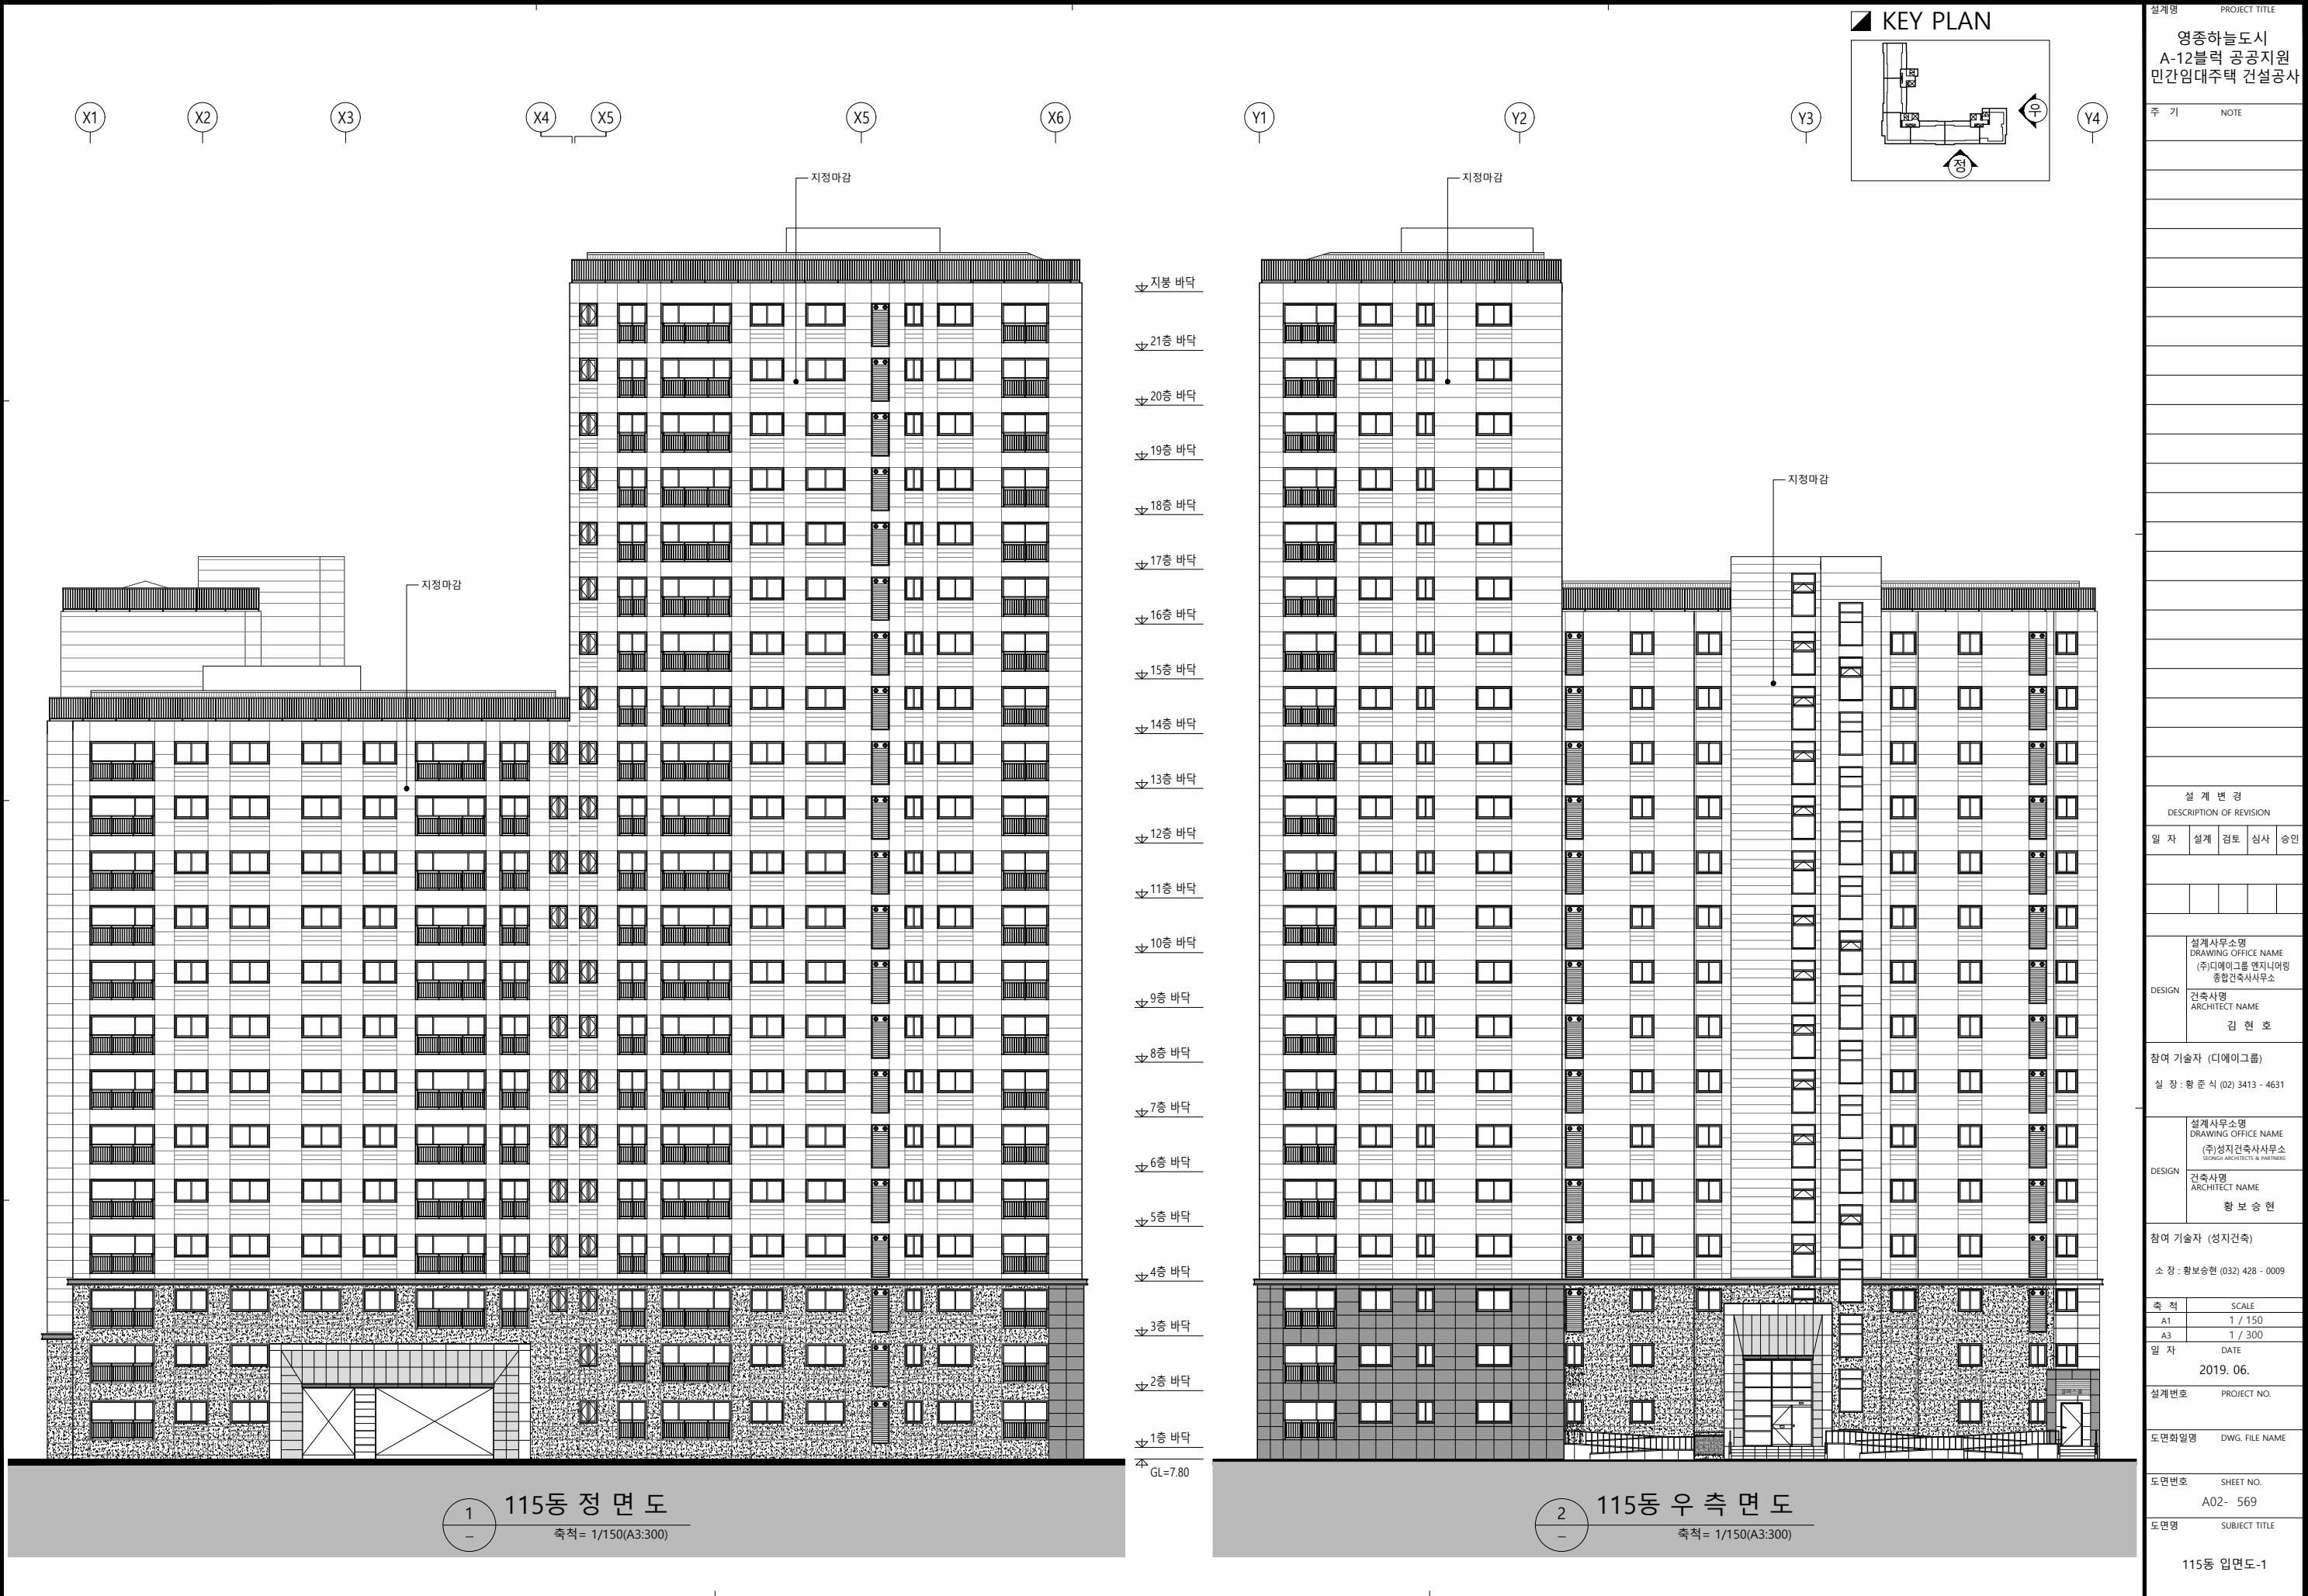 KEY PLAN
우
정
X1
X2
X3
X4
X5
X5
X6
Y1
Y2
Y3
Y4
지정마감
지정마감
지정마감
지정마감
지붕 바닥
21층 바닥
20층 바닥
19층 바닥
18층 바닥
17층 바닥
16층 바닥
15층 바닥
14층 바닥
13층 바닥
12층 바닥
11층 바닥
10층 바닥
9층 바닥
8층 바닥
7층 바닥
6층 바닥
5층 바닥
4층 바닥
3층 바닥
2층 바닥
1층 바닥
GL=7.80
1
–
115동 정 면 도
축척= 1/150(A3:300)
2
–
115동 우 측 면 도
축척= 1/150(A3:300)
설계명 PROJECT TITLE
영종하늘도시
A-12블럭 공공지원
민간임대주택 건설공사
주 기 NOTE
설 계 변 경
DESCRIPTION OF REVISION
일 자 설계 검토 심사 승인
설계사무소명
DRAWING OFFICE NAME
(주)디에이그룹 엔지니어링
종합건축사사무소
DESIGN
건축사명
ARCHITECT NAME
김 현 호
참여 기술자 (디에이그룹)
실 장 : 황 준 식 (02) 3413 - 4631
설계사무소명
DRAWING OFFICE NAME
(주)성지건축사사무소
SEONGJI ARCHITECTS & PARTNERS
DESIGN
건축사명
ARCHITECT NAME
황 보 승 현
참여 기술자 (성지건축)
소 장 : 황보승현 (032) 428 - 0009
축 척 SCALE
A1 1 / 150
A3 1 / 300
일 자 DATE
2019. 06.
설계번호 PROJECT NO.
도면화일명 DWG. FILE NAME
도면번호 SHEET NO.
A02- 569
도면명 SUBJECT TITLE
115동 입면도-1